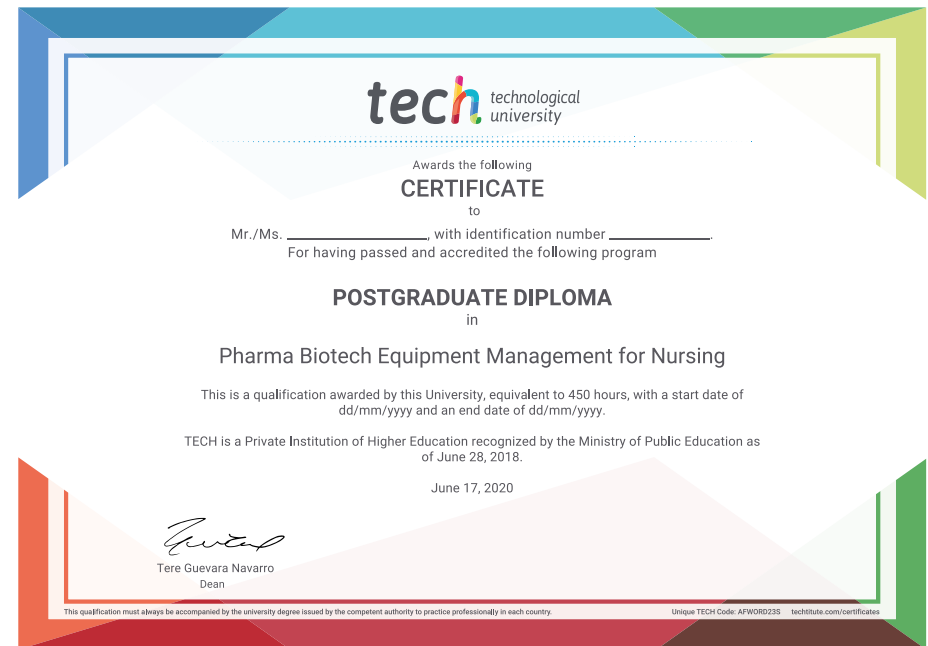 tech technological
university
Awards the following
CERTIFICATE
to
Mr./Ms. ____________________, with identification number ______________.
For having passed and accredited the following program
POSTGRADUATE DIPLOMA
in
Pharma Biotech Equipment Management for Nursing
This is a qualification awarded by this University, equivalent to 450 hours, with a start date of
dd/mm/yyyy and an end date of dd/mm/yyyy.
TECH is a Private Institution of Higher Education recognized by the Ministry of Public Education as
of June 28, 2018.
June 17, 2020
Tere Guevara Navarro
Dean
This qualification must always be accompanied by the university degree issued by the competent authority to practice professionally in each country. Unique TECH Code: AFWORD23S techtitute.com/certificates